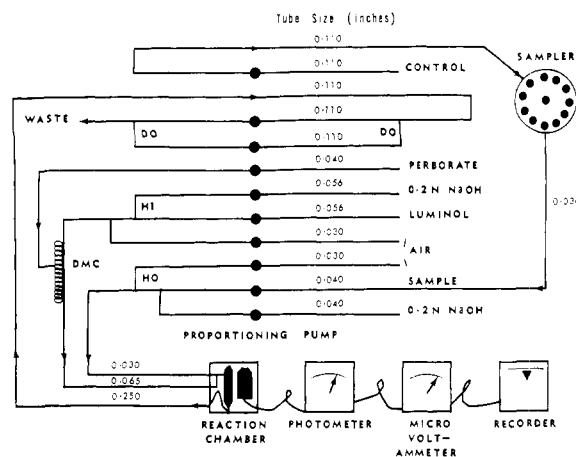 Tube Size (inches)
0·110
SAMPLER
0·110
CONTROL
0·110
WASTE
0·110
DO
DO
0·110
0·040
PERBORATE
0·056
0·2N NaOH
HI
0·056
LUMINOL
0·030
AIR
DMC
0·030
HO
0·040
SAMPLE
0·040
0·2N NaOH
PROPORTIONING PUMP
0·030
0·065
0·250
REACTION CHAMBER
PHOTOMETER
MICRO VOLT-AMMETER
RECORDER